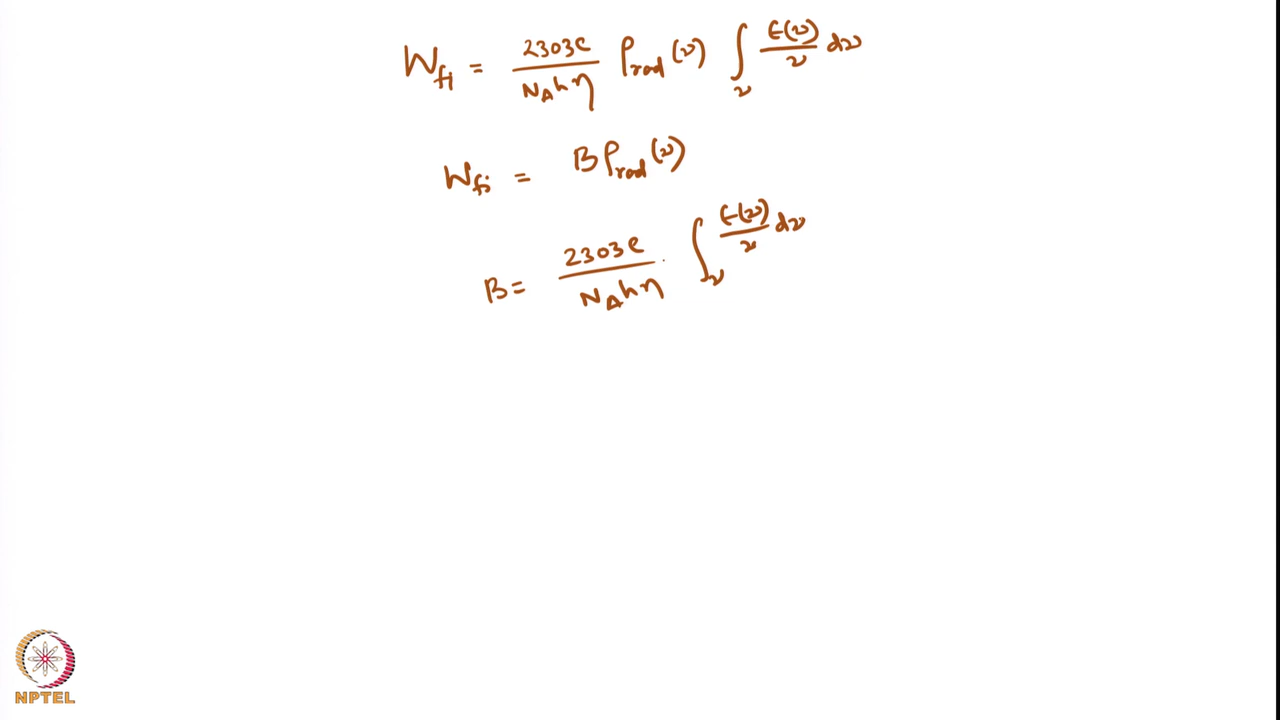 W_fi = 2303c / N_A h η ρ_rad (ν) ∫_ν ε(ν) / ν dν
W_fi = B ρ_rad (ν)
B = 2303c / N_A h η . ∫_ν ε(ν) / ν dν
NPTEL